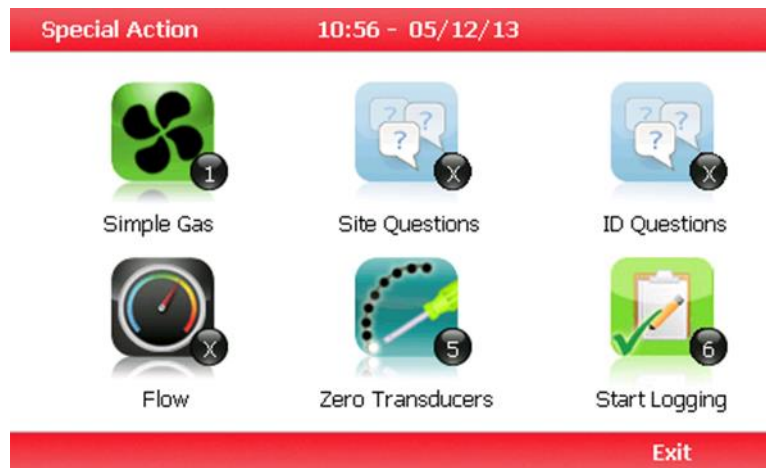 Special Action 10:56 - 05/12/13
? ? ? ? ? ?
1 X X
Simple Gas Site Questions ID Questions
X 5 6
Flow Zero Transducers Start Logging
Exit